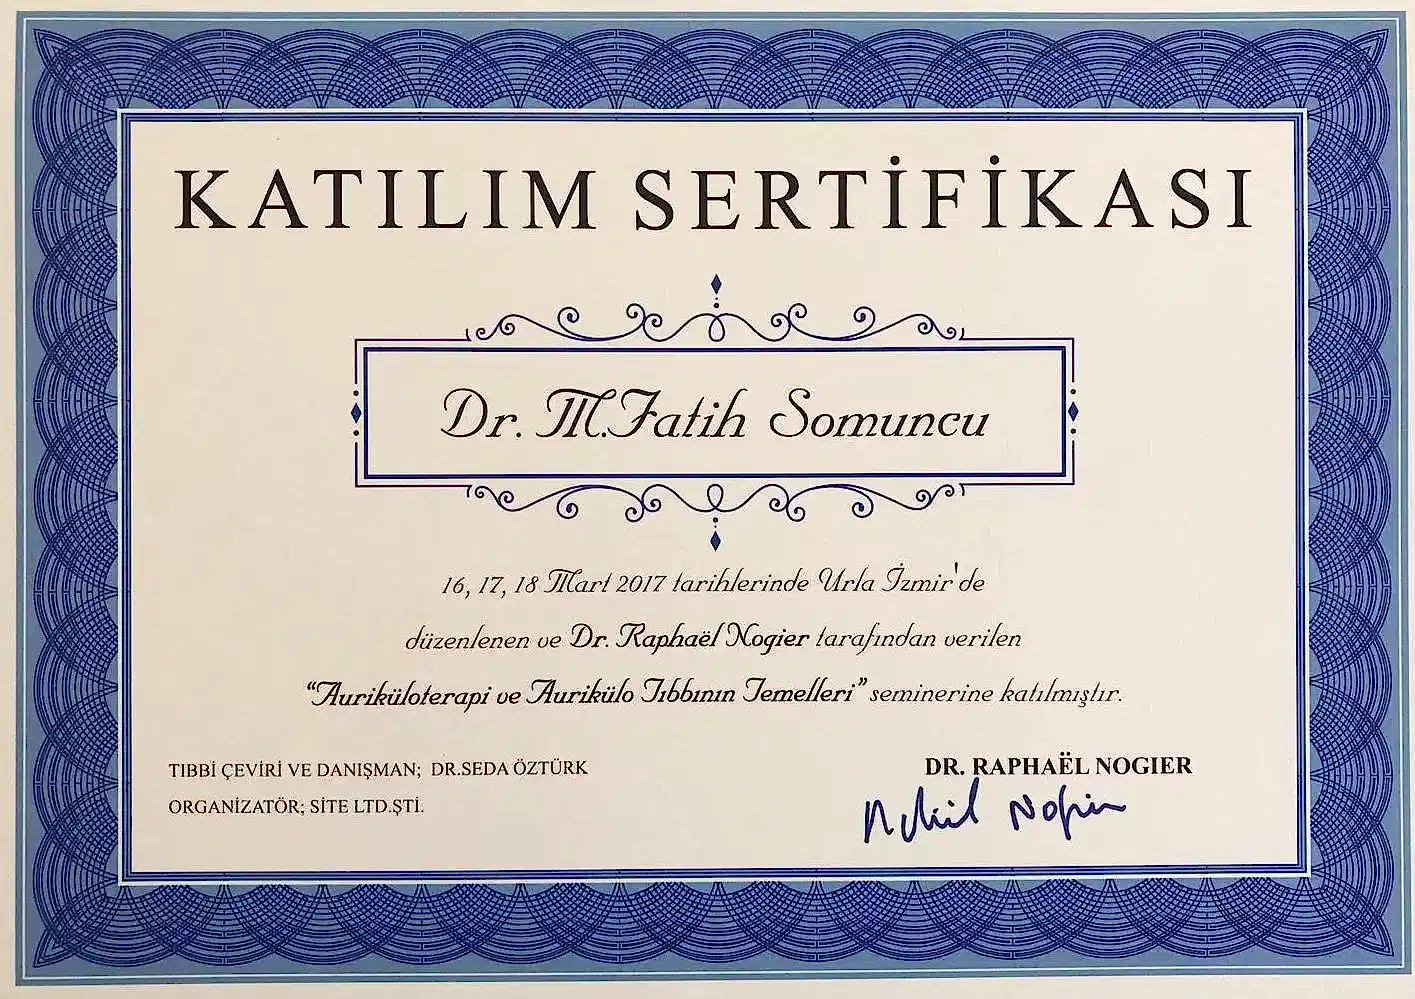 KATILIM SERTİFİKASI
Dr. M.Fatih Somuncu
16, 17, 18 Mart 2017 tarihlerinde Urla İzmir'de
düzenlenen ve Dr. Raphaël Nogier tarafından verilen
“Auriküloterapi ve Aurikülo Tıbbının Temelleri” seminerine katılmıştır.
TIBBİ ÇEVİRİ VE DANIŞMAN; DR.SEDA ÖZTÜRK
DR. RAPHAËL NOGIER
ORGANİZATÖR; SİTE LTD.ŞTİ.